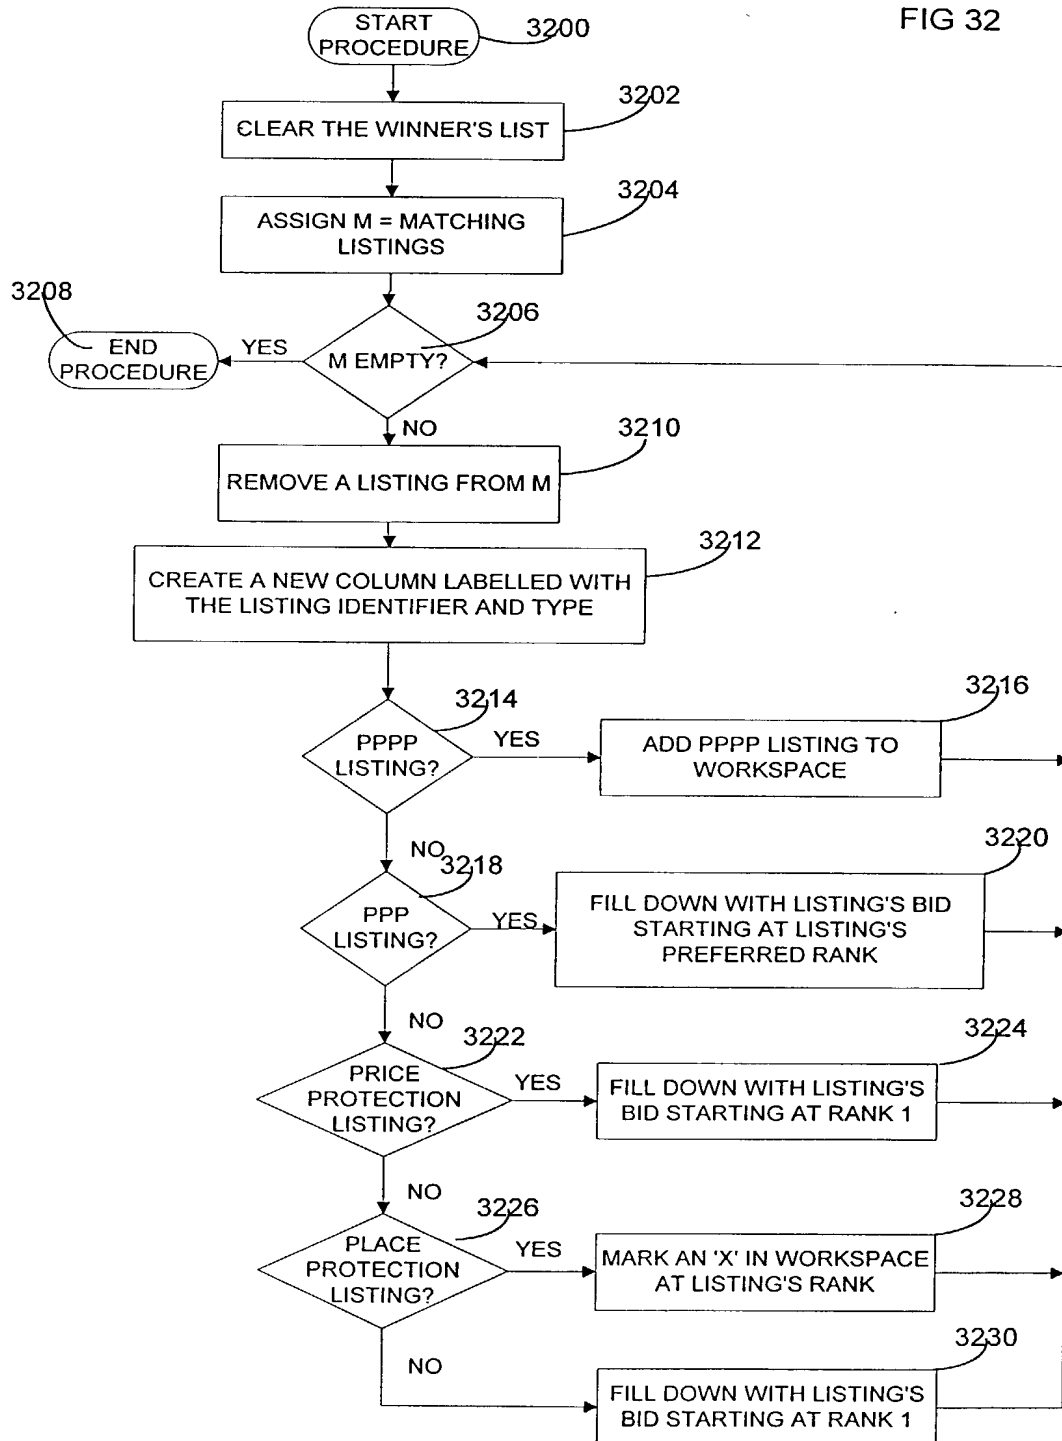 FIG 32
START
PROCEDURE
3200
3202
CLEAR THE WINNER'S LIST
3204
ASSIGN M = MATCHING
LISTINGS
3208
3206
END
PROCEDURE
YES
M EMPTY?
NO
3210
REMOVE A LISTING FROM M
3212
CREATE A NEW COLUMN LABELLED WITH
THE LISTING IDENTIFIER AND TYPE
3214
3216
PPPP
LISTING?
YES
ADD PPPP LISTING TO
WORKSPACE
NO
3218
3220
PPP
LISTING?
YES
FILL DOWN WITH LISTING'S BID
STARTING AT LISTING'S
PREFERRED RANK
NO
3222
3224
PRICE
PROTECTION
LISTING?
YES
FILL DOWN WITH LISTING'S
BID STARTING AT RANK 1
NO
3226
3228
PLACE
PROTECTION
LISTING?
YES
MARK AN 'X' IN WORKSPACE
AT LISTING'S RANK
NO
3230
FILL DOWN WITH LISTING'S
BID STARTING AT RANK 1